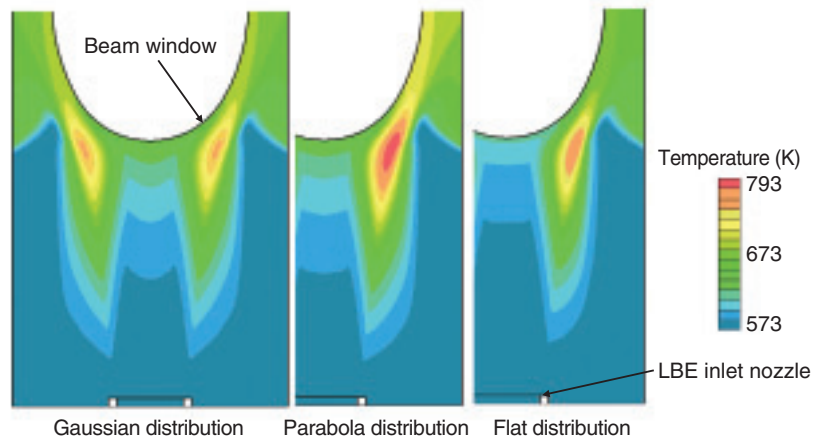 Beam window
Temperature (K)
793
673
573
LBE inlet nozzle
Gaussian distribution
Parabola distribution
Flat distribution